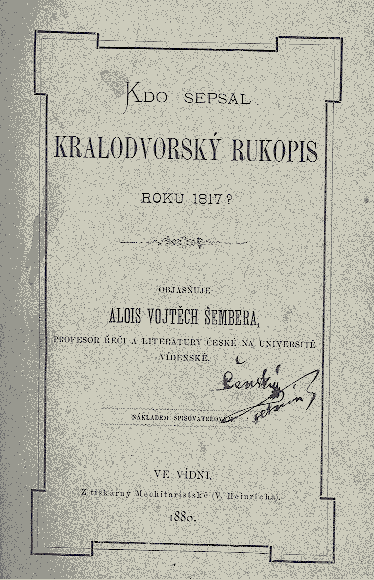 KDO SEPSAL
KRALODVORSKÝ RUKOPIS
ROKU 1817?
OBJASŇUJE
ALOIS VOJTĚCH ŠEMBERA,
PROFESOR ŘEČI A LITERATURY ČESKÉ NA UNIVERSITĚ
VÍDENSKÉ.
NÁKLADEM SPISOVATELOVÝM.
VE VÍDNI.
Z tiskárny Mechitaristské (V. Heinricha).
1880.